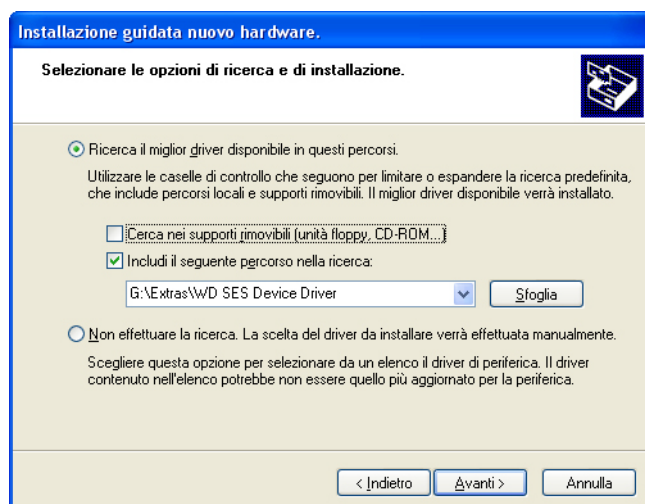 Installazione guidata nuovo hardware.
Selezionare le opzioni di ricerca e di installazione.
Ricerca il miglior driver disponibile in questi percorsi.
Utilizzare le caselle di controllo che seguono per limitare o espandere la ricerca predefinita,
che include percorsi locali e supporti rimovibili. Il miglior driver disponibile verrà installato.
Cerca nei supporti rimovibili (unità floppy, CD-ROM...)
Includi il seguente percorso nella ricerca:
G:\Extras\WD SES Device Driver
Sfoglia
Non effettuare la ricerca. La scelta del driver da installare verrà effettuata manualmente.
Scegliere questa opzione per selezionare da un elenco il driver di periferica. Il driver
contenuto nell'elenco potrebbe non essere quello più aggiornato per la periferica.
< Indietro Avanti > Annulla